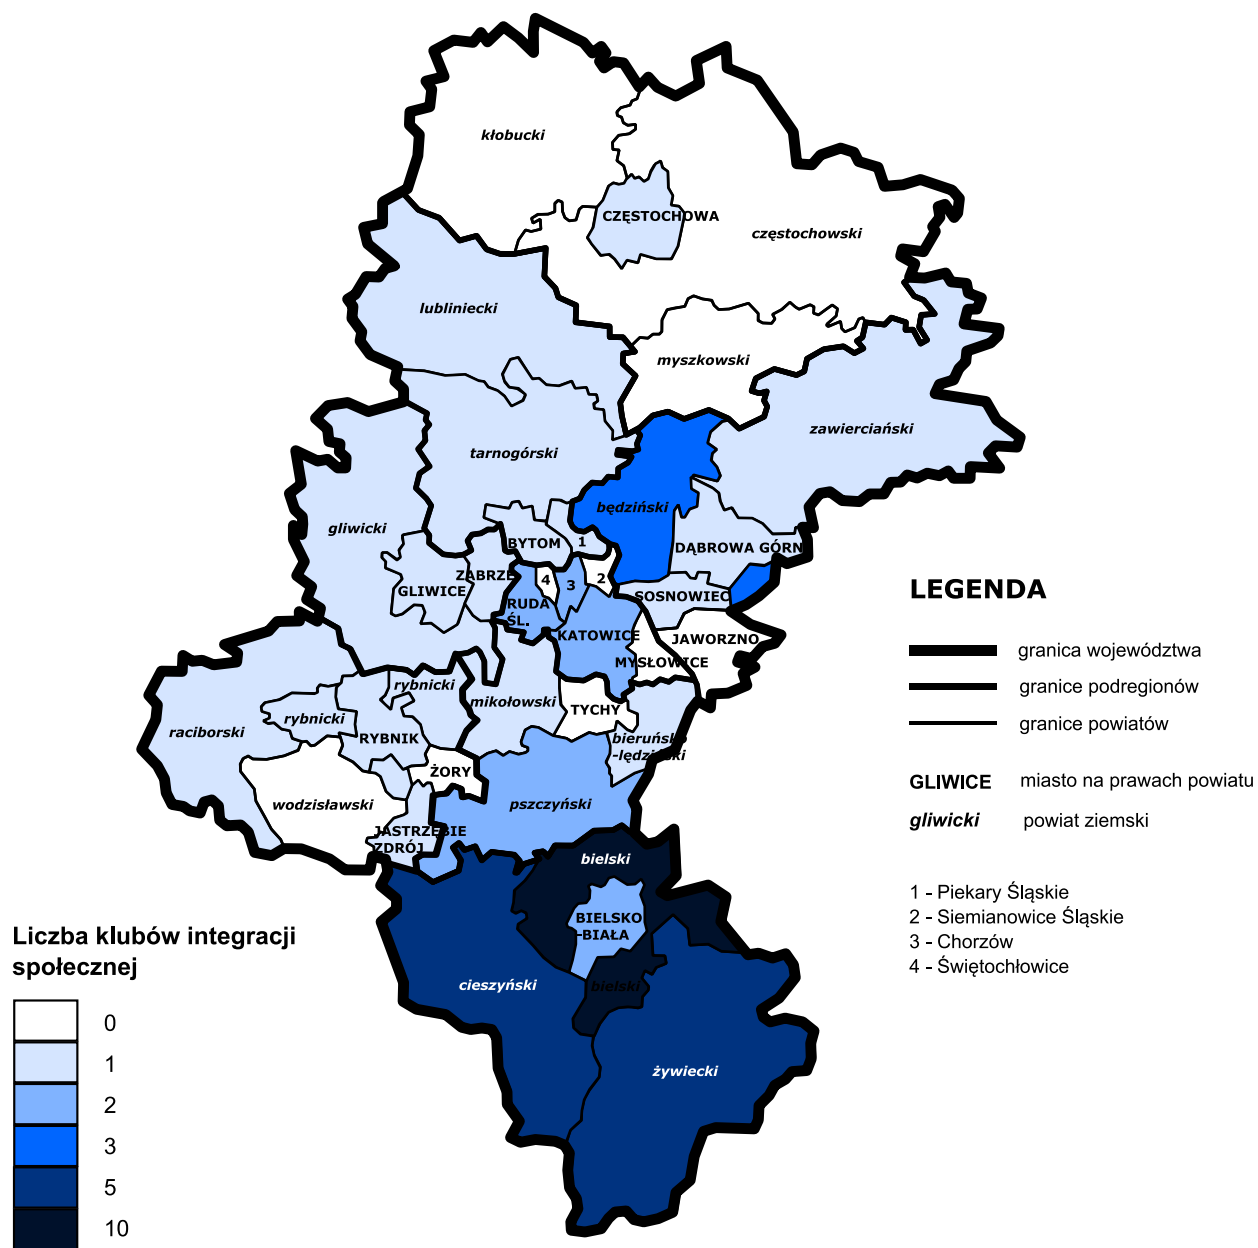 kłobucki
CZĘSTOCHOWA
częstochowski
lubliniecki
myszkowski
zawierciański
tarnogórski
będziński
gliwicki
BYTOM
1
DĄBROWA GÓRN
ZABRZE
GLIWICE
4
3
2
RUDA
ŚL.
SOSNOWIEC
KATOWICE
JAWORZNO
MYSŁOWICE
rybnicki
mikołowski
TYCHY
rybnicki
raciborski
RYBNIK
bieruńsko
-lędziński
ŻORY
wodzisławski
pszczyński
JASTRZĘBIE
ZDRÓJ
bielski
BIELSKO
-BIAŁA
cieszyński
bielski
żywiecki
LEGENDA
granica województwa
granice podregionów
granice powiatów
GLIWICE miasto na prawach powiatu
gliwicki powiat ziemski
1 - Piekary Śląskie
2 - Siemianowice Śląskie
3 - Chorzów
4 - Świętochłowice
Liczba klubów integracji
społecznej
0
1
2
3
5
10